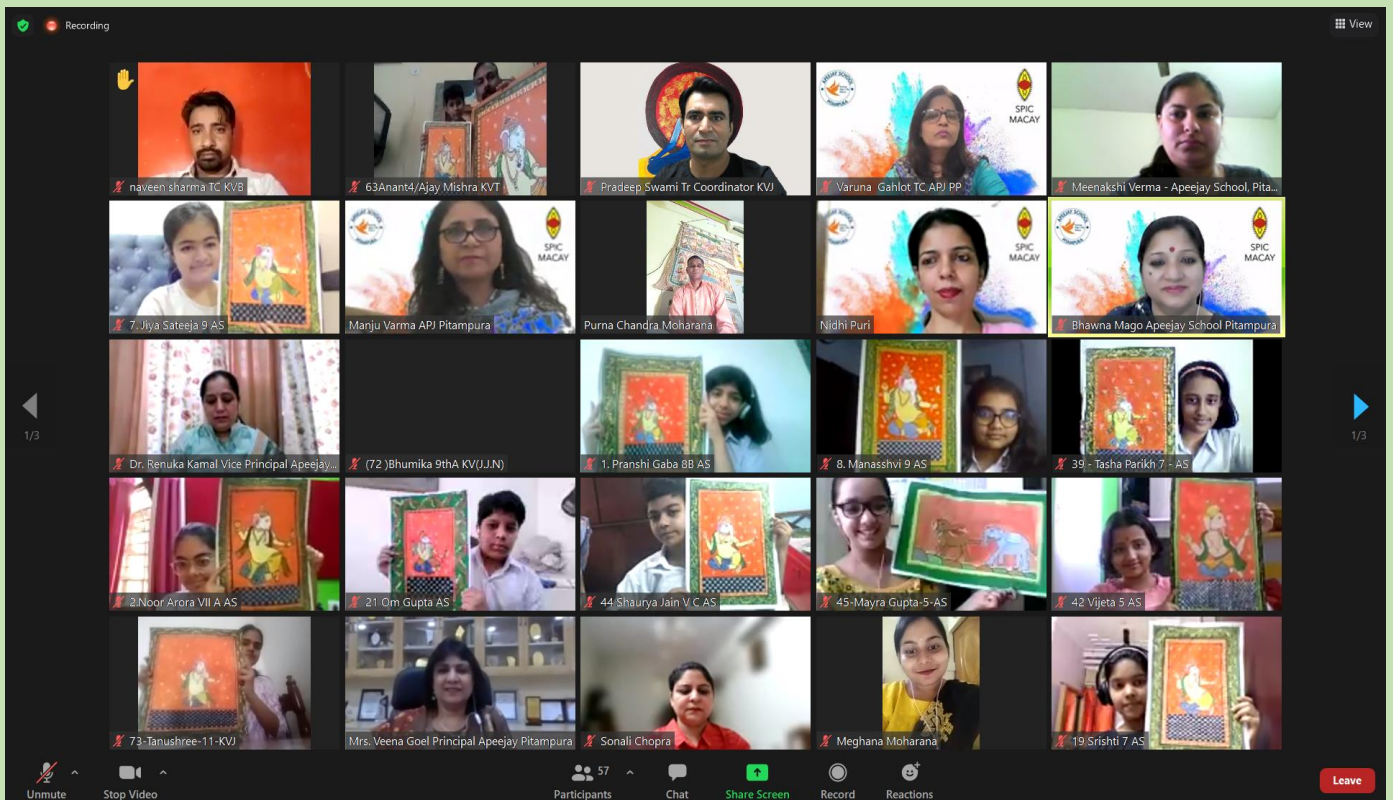 Recording
View
naveen sharma TC KVB
63Anant4/Ajay Mishra KVT
Pradeep Swami Tr Coordinator KVJ
APEEJAY SCHOOL
PITAMPURA
SPIC
MACAY
Varuna Gahlot TC APJ PP
Meenakshi Verma - Apeejay School, Pita...
7. Jiya Sateeja 9 AS
SPIC
MACAY
Manju Varma APJ Pitampura
Purna Chandra Moharana
SPIC
MACAY
Nidhi Puri
APEEJAY SCHOOL
PITAMPURA
SPIC
MACAY
Bhawna Mago Apeejay School Pitampura
1/3
Dr. Renuka Kamal Vice Principal Apeejay...
(72 )Bhumika 9thA KV(J.J.N)
1. Pranshi Gaba 8B AS
8. Manasshvi 9 AS
39 - Tasha Parikh 7 - AS
1/3
2.Noor Arora VII A AS
21 Om Gupta AS
44 Shaurya Jain V C AS
45-Mayra Gupta-5-AS
42 Vijeta 5 AS
73-Tanushree-11-KVJ
Mrs. Veena Goel Principal Apeejay Pitampura
Sonali Chopra
Meghana Moharana
19 Srishti 7 AS
Unmute
Stop Video
57
Participants
Chat
Share Screen
Record
Reactions
Leave